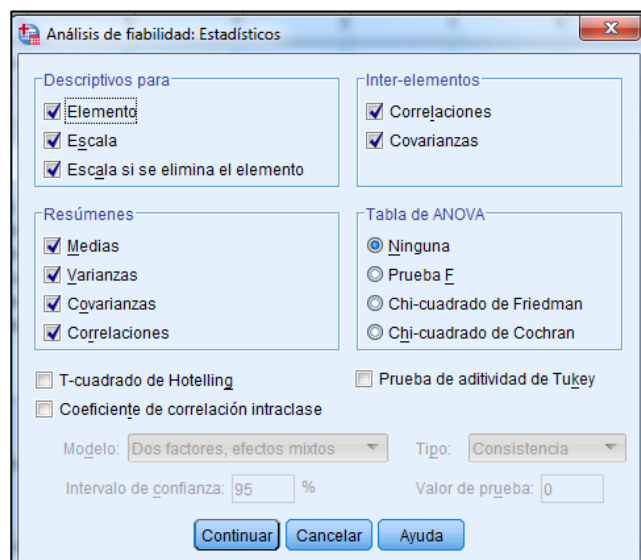 Análisis de fiabilidad: Estadísticos
Descriptivos para
Elemento
Escala
Escala si se elimina el elemento
Inter-elementos
Correlaciones
Covarianzas
Resúmenes
Medias
Varianzas
Covarianzas
Correlaciones
Tabla de ANOVA
Ninguna
Prueba F
Chi-cuadrado de Friedman
Chi-cuadrado de Cochran
T-cuadrado de Hotelling
Prueba de aditividad de Tukey
Coeficiente de correlación intraclase
Modelo: Dos factores, efectos mixtos
Tipo: Consistencia
Intervalo de confianza: 95 %
Valor de prueba: 0
Continuar Cancelar Ayuda